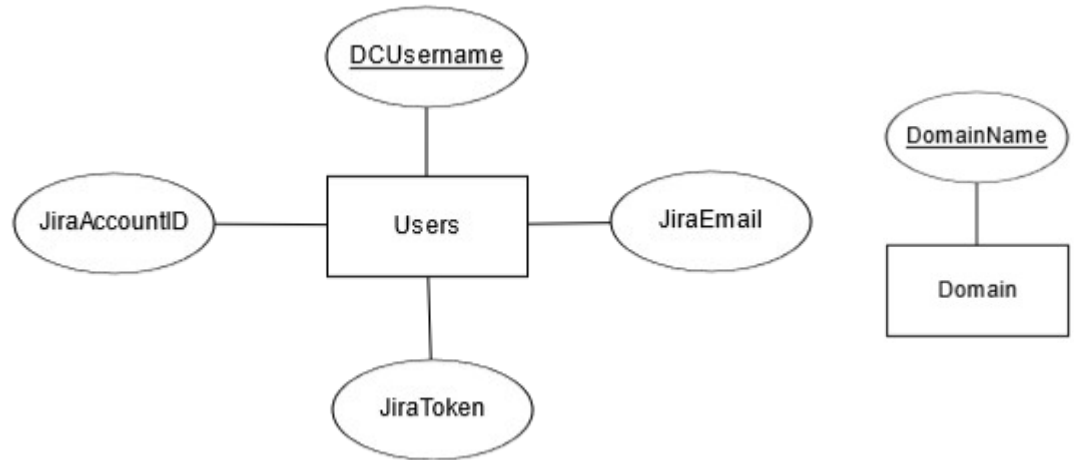 DCUsername
DomainName
JiraAccountID
Users
JiraEmail
Domain
JiraToken